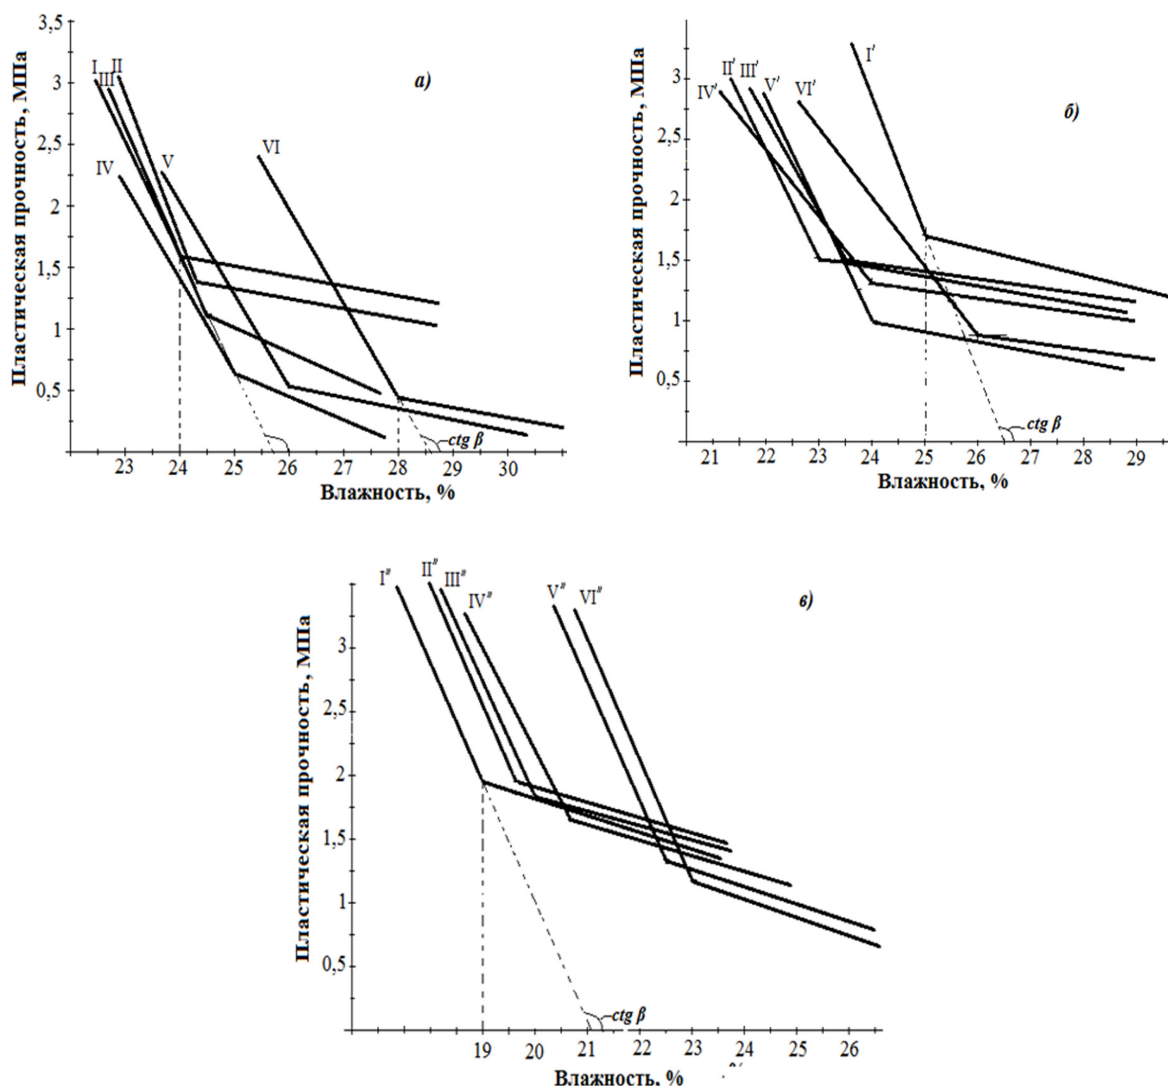 Пластическая прочность, МПа
3,5
3
2,5
2
1,5
1
0,5
I
II
III
IV
V
VI
а)
ctg β
23 24 25 26 27 28 29 30
Влажность, %
Пластическая прочность, МПа
3
2,5
2
1,5
1
0,5
I'
II'
III'
V'
VI'
IV'
б)
ctg β
21 22 23 24 25 26 27 28 29
Влажность, %
Пластическая прочность, МПа
3
2,5
2
1,5
1
0,5
I"
II"
III"
IV"
V"
VI"
в)
ctg β
19 20 21 22 23 24 25 26
Влажность, %